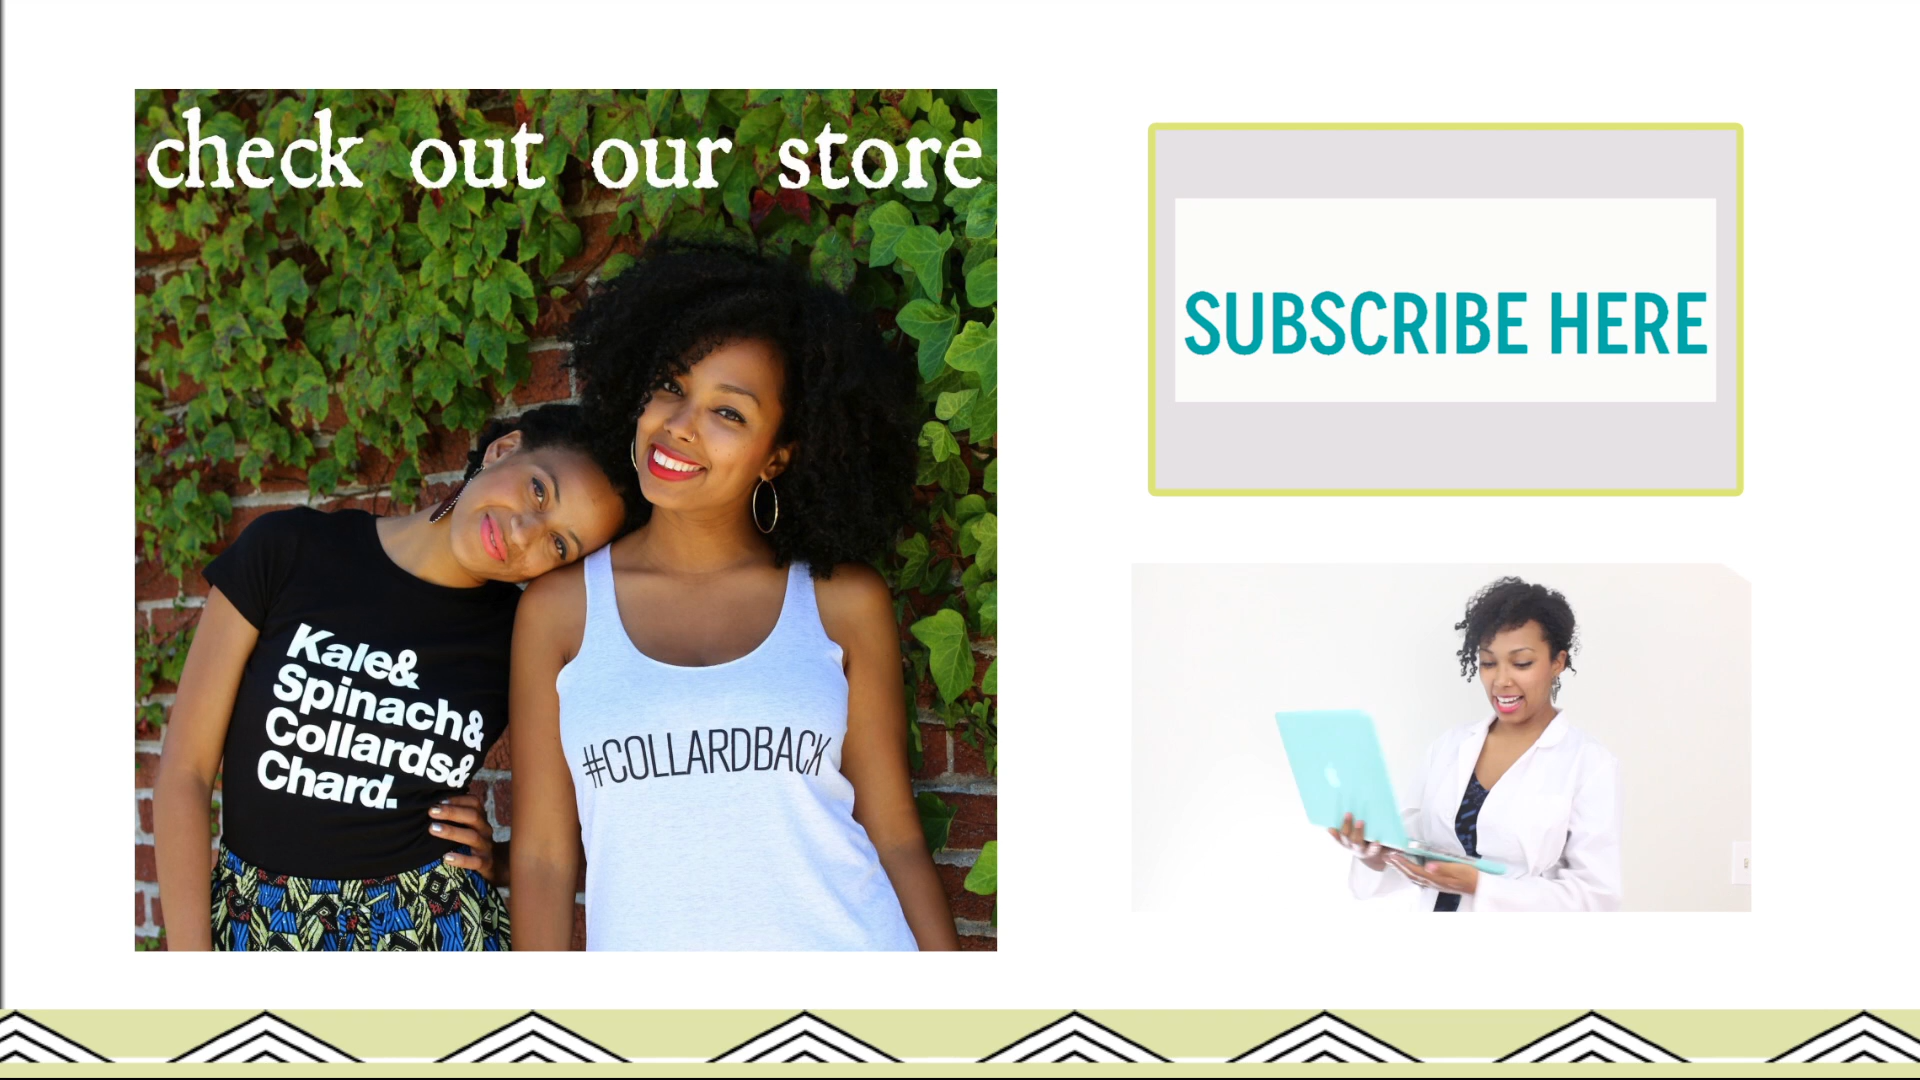 check out our store
Kale&
Spinach&
Collards&
Chard.
#COLLARDBACK
SUBSCRIBE HERE